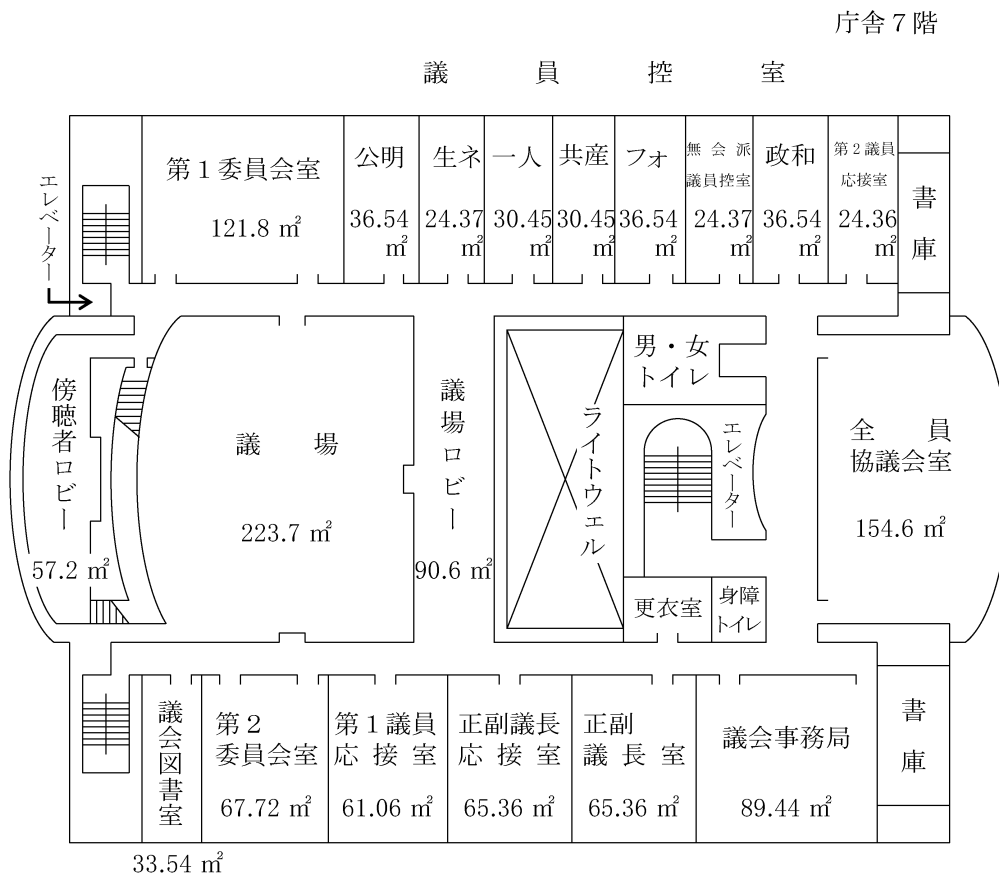 庁舎7階
議員控室
第1委員会室
121.8 ㎡
公明
36.54
㎡
生ネ
24.37
㎡
一人
30.45
㎡
共産
30.45
㎡
フォ
36.54
㎡
無会派
議員控室
24.37
㎡
政和
36.54
㎡
第2議員
応接室
24.36
㎡
書庫
エレベーター
傍聴者ロビー
57.2 ㎡
議場
223.7 ㎡
議場ロビー
90.6 ㎡
ライトウェル
男・女
トイレ
エレベーター
更衣室
身障
トイレ
全員
協議会室
154.6 ㎡
議会図書室
33.54 ㎡
第2
委員会室
67.72 ㎡
第1議員
応接室
61.06 ㎡
正副議長
応接室
65.36 ㎡
正副
議長室
65.36 ㎡
議会事務局
89.44 ㎡
書庫